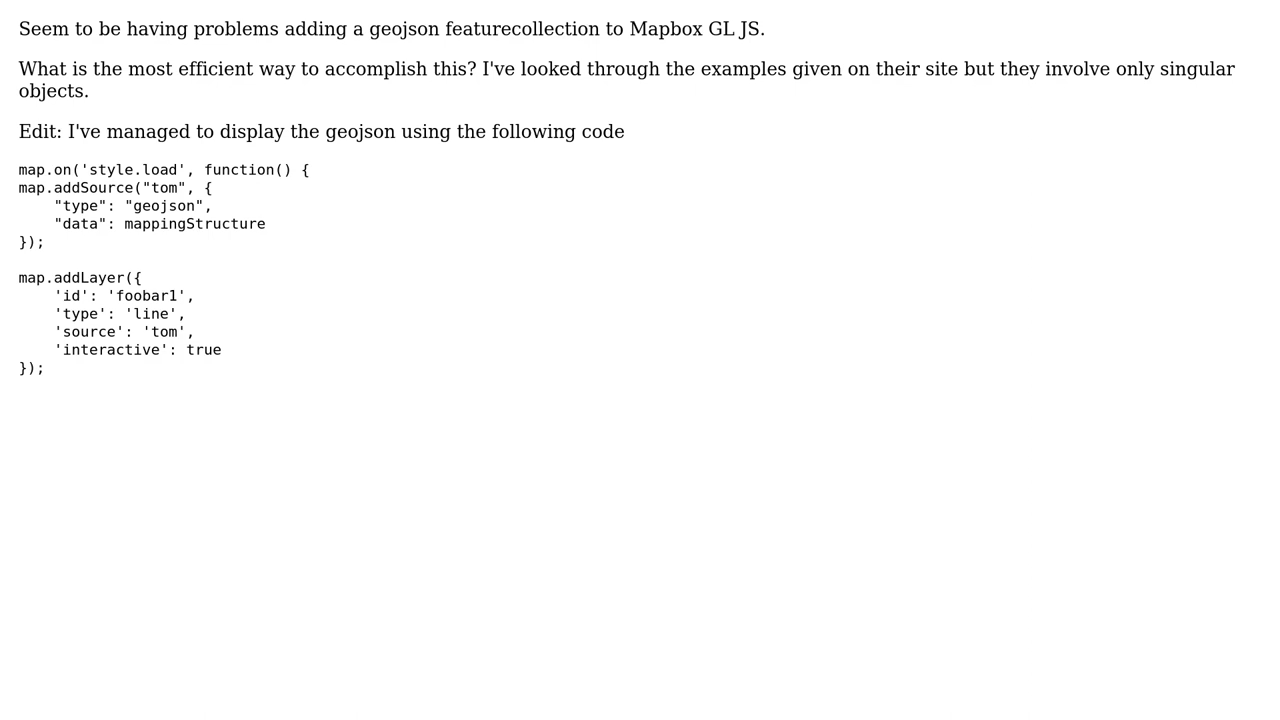 Seem to be having problems adding a geojson featurecollection to Mapbox GL JS.
What is the most efficient way to accomplish this? I've looked through the examples given on their site but they involve only singular
objects.
Edit: I've managed to display the geojson using the following code
map.on('style.load', function() {
map.addSource("tom", {
    "type": "geojson",
    "data": mappingStructure
});
map.addLayer({
    'id': 'foobar1',
    'type': 'line',
    'source': 'tom',
    'interactive': true
});